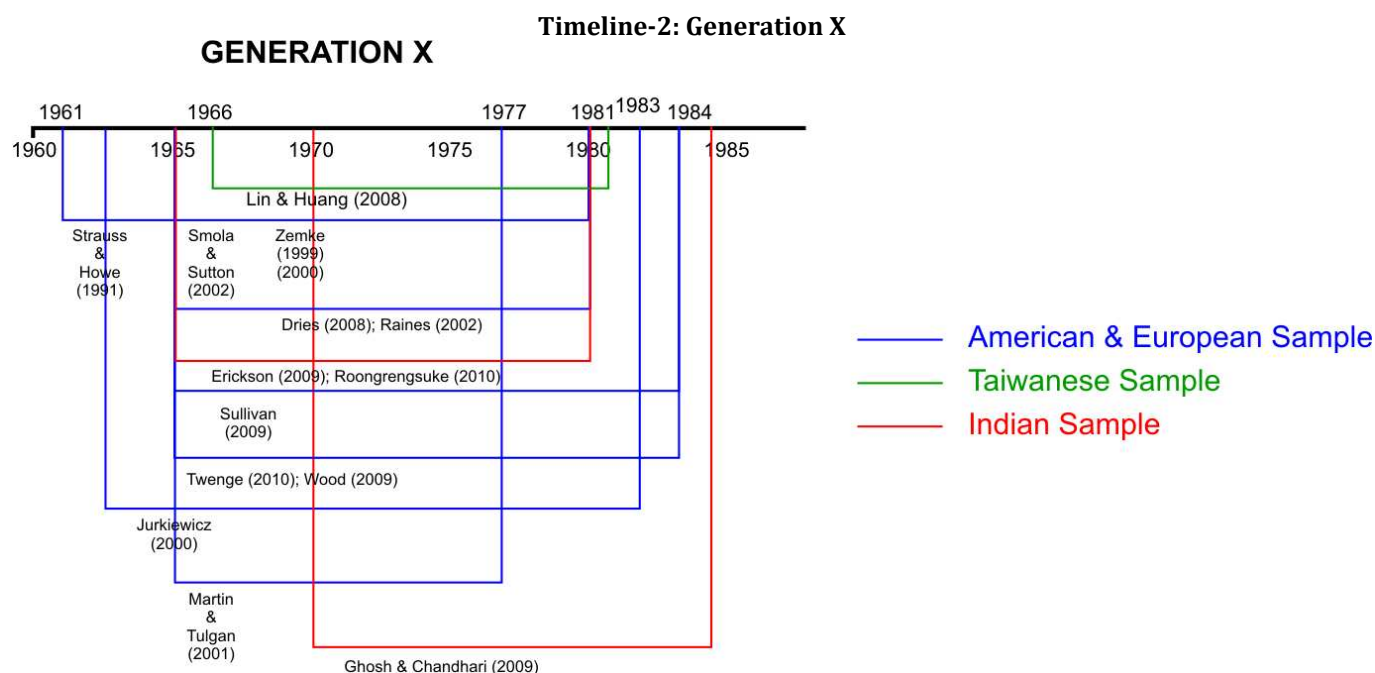 Timeline-2: Generation X
GENERATION X
1961 1966 1977 1981 1983 1984
1960 1965 1970 1975 1980 1985
Lin & Huang (2008)
Strauss
&
Howe
(1991)
Smola
&
Sutton
(2002)
Zemke
(1999)
(2000)
Dries (2008); Raines (2002)
Erickson (2009); Roongrengsuke (2010)
Sullivan
(2009)
Twenge (2010); Wood (2009)
Jurkiewicz
(2000)
Martin
&
Tulgan
(2001)
Ghosh & Chandhari (2009)
American & European Sample
Taiwanese Sample
Indian Sample